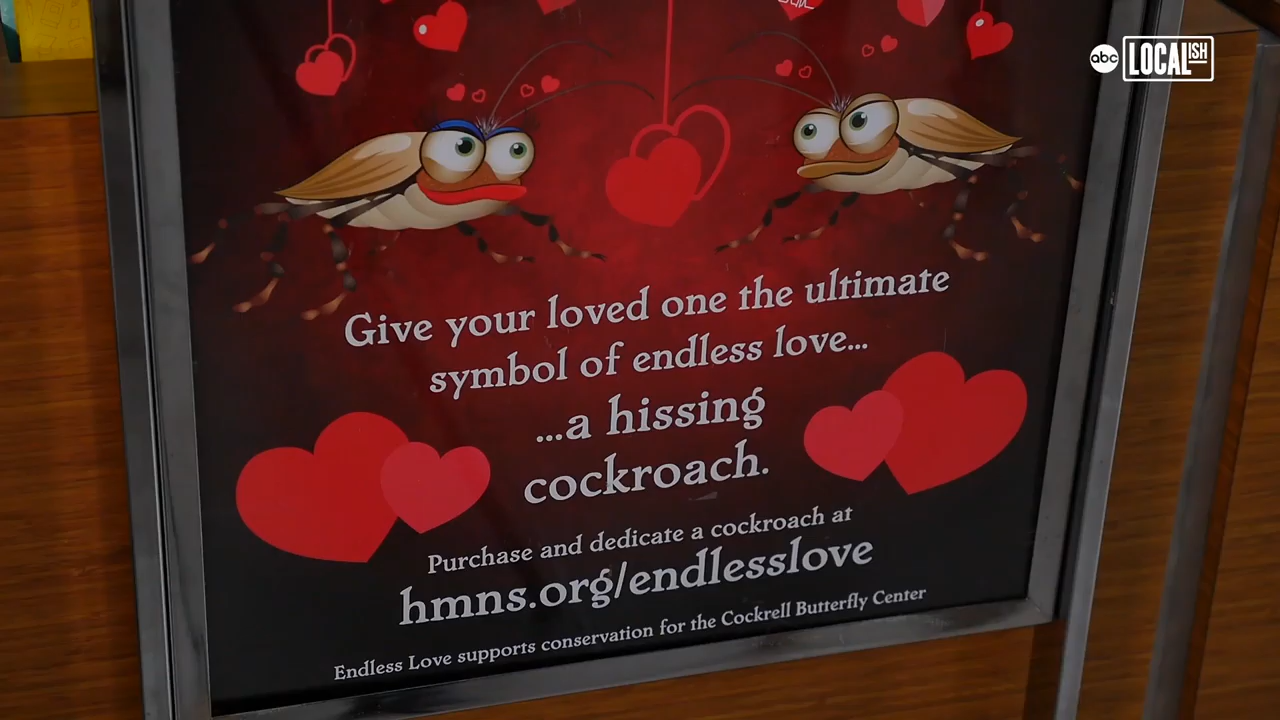 abc LOCALISH
Give your loved one the ultimate
symbol of endless love...
...a hissing
cockroach.
Purchase and dedicate a cockroach at
hmns.org/endlesslove
Endless Love supports conservation for the Cockrell Butterfly Center